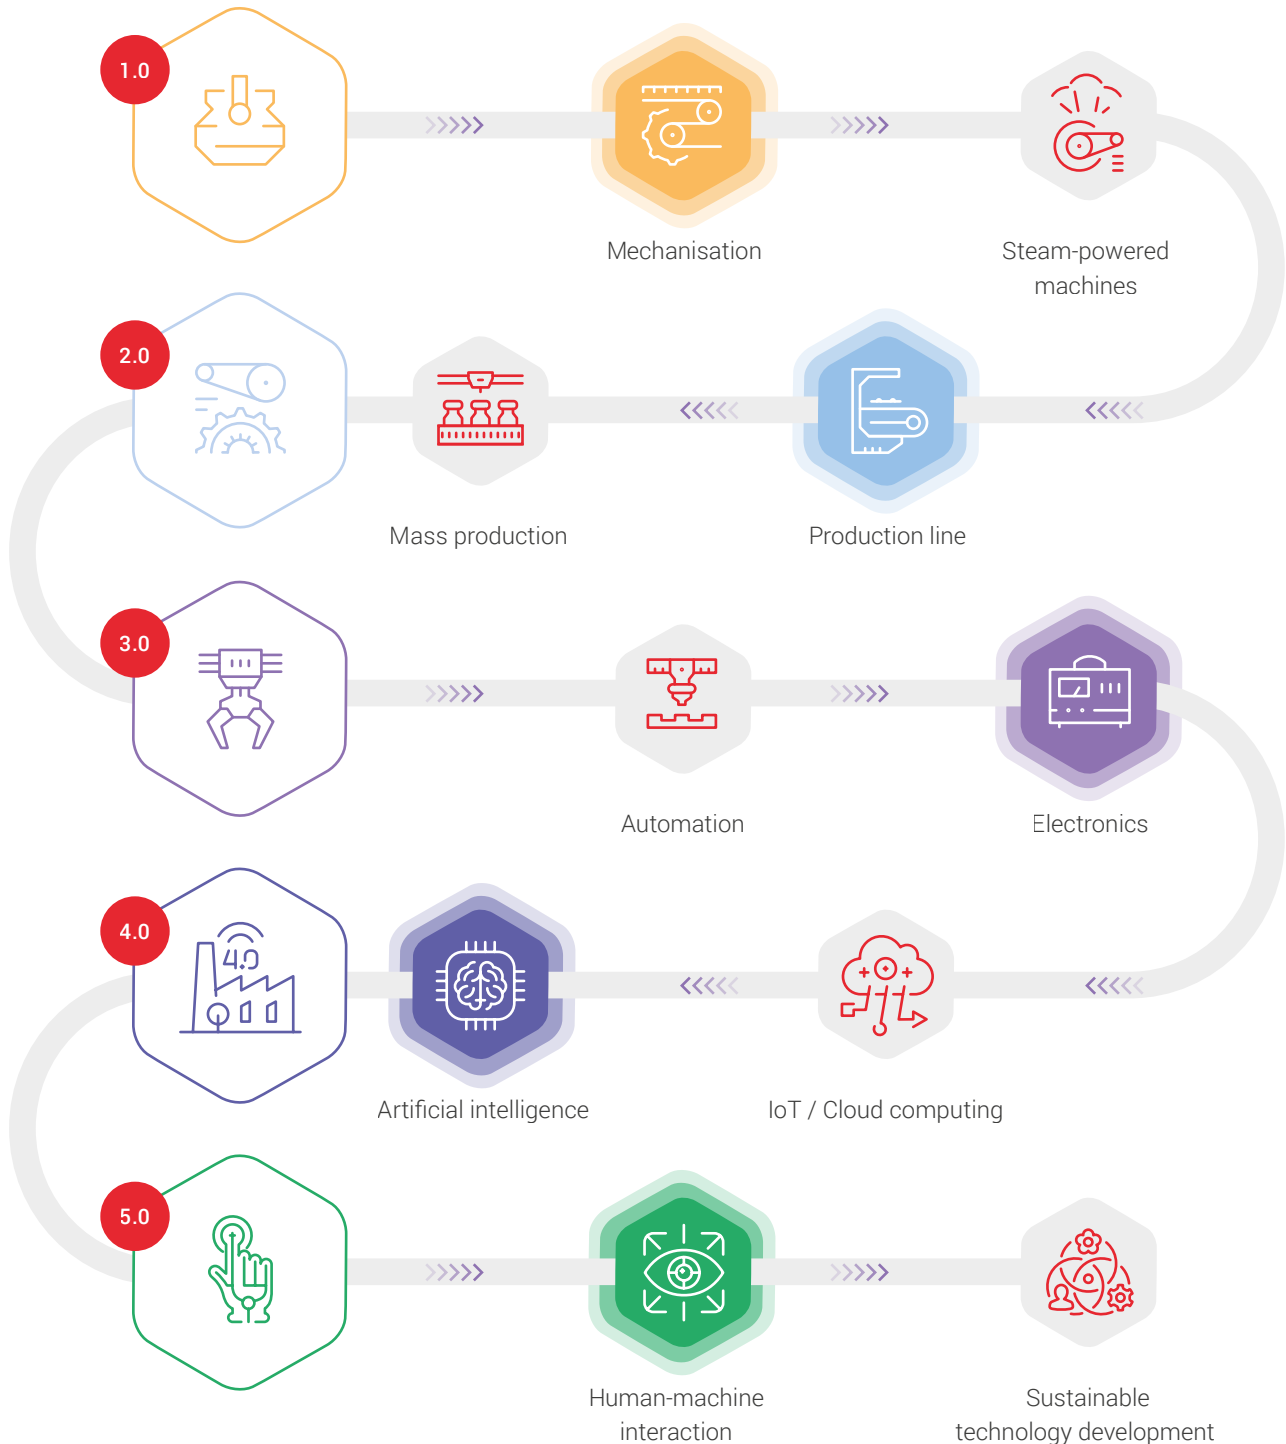 1.0
Mechanisation
Steam-powered
machines
2.0
Mass production
Production line
3.0
Automation
Electronics
4.0
4.0
Artificial intelligence
IoT / Cloud computing
5.0
Human-machine
interaction
Sustainable
technology development